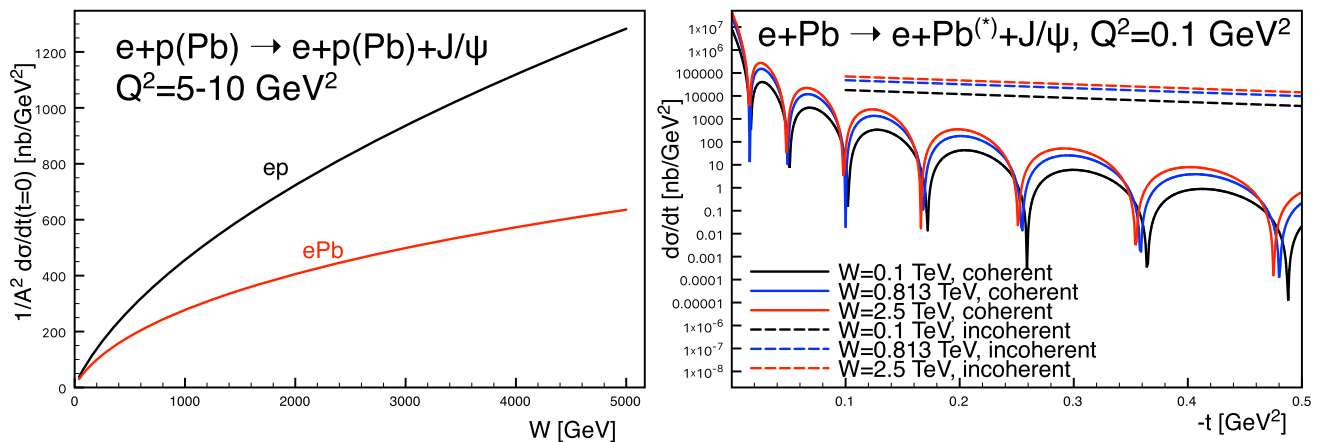 e+p(Pb) → e+p(Pb)+J/ψ
Q²=5-10 GeV²
1/A² dσ/dt(t=0) [nb/GeV²]
1200
1000
800
600
400
200
0
ep
ePb
0
1000
2000
3000
4000
5000
W [GeV]
e+Pb → e+Pb(*)+J/ψ, Q²=0.1 GeV²
dσ/dt [nb/GeV²]
1×10⁷
1×10⁶
100000
10000
1000
100
10
1
0.1
0.01
0.001
0.0001
0.00001
1×10⁻⁶
1×10⁻⁷
1×10⁻⁸
W=0.1 TeV, coherent
W=0.813 TeV, coherent
W=2.5 TeV, coherent
W=0.1 TeV, incoherent
W=0.813 TeV, incoherent
W=2.5 TeV, incoherent
0.1
0.2
0.3
0.4
0.5
-t [GeV²]